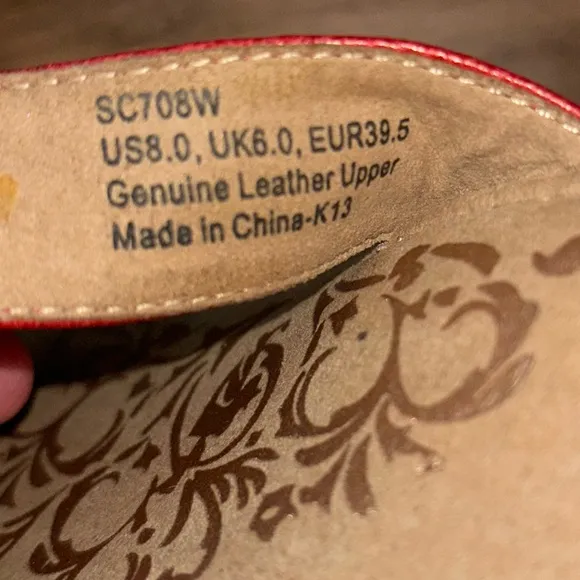 SC708W
US8.0, UK6.0, EUR39.5
Genuine Leather Upper
Made in China-K13